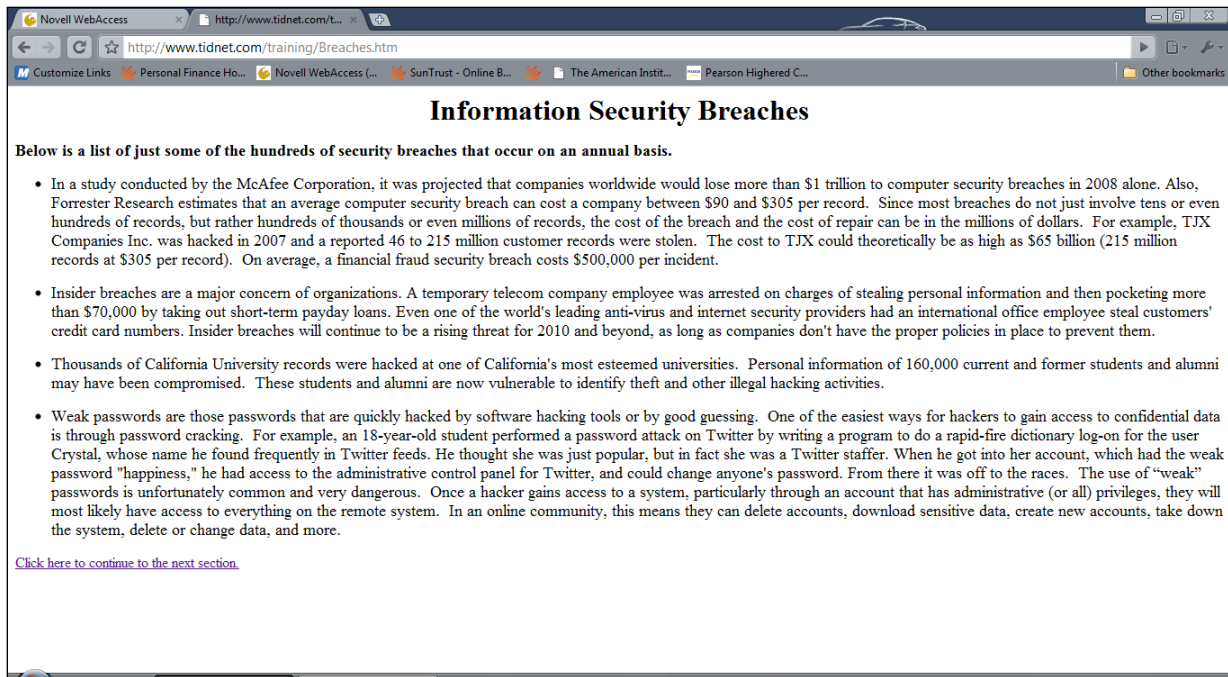 Novell WebAccess
http://www.tidnet.com/t...
http://www.tidnet.com/training/Breaches.htm
Customize Links
Personal Finance Ho...
Novell WebAccess (...
SunTrust - Online B...
The American Instit...
Pearson Highered C...
Other bookmarks
Information Security Breaches
Below is a list of just some of the hundreds of security breaches that occur on an annual basis.
• In a study conducted by the McAfee Corporation, it was projected that companies worldwide would lose more than $1 trillion to computer security breaches in 2008 alone. Also,
Forrester Research estimates that an average computer security breach can cost a company between $90 and $305 per record. Since most breaches do not just involve tens or even
hundreds of records, but rather hundreds of thousands or even millions of records, the cost of the breach and the cost of repair can be in the millions of dollars. For example, TJX
Companies Inc. was hacked in 2007 and a reported 46 to 215 million customer records were stolen. The cost to TJX could theoretically be as high as $65 billion (215 million
records at $305 per record). On average, a financial fraud security breach costs $500,000 per incident.
• Insider breaches are a major concern of organizations. A temporary telecom company employee was arrested on charges of stealing personal information and then pocketing more
than $70,000 by taking out short-term payday loans. Even one of the world's leading anti-virus and internet security providers had an international office employee steal customers'
credit card numbers. Insider breaches will continue to be a rising threat for 2010 and beyond, as long as companies don't have the proper policies in place to prevent them.
• Thousands of California University records were hacked at one of California's most esteemed universities. Personal information of 160,000 current and former students and alumni
may have been compromised. These students and alumni are now vulnerable to identify theft and other illegal hacking activities.
• Weak passwords are those passwords that are quickly hacked by software hacking tools or by good guessing. One of the easiest ways for hackers to gain access to confidential data
is through password cracking. For example, an 18-year-old student performed a password attack on Twitter by writing a program to do a rapid-fire dictionary log-on for the user
Crystal, whose name he found frequently in Twitter feeds. He thought she was just popular, but in fact she was a Twitter staffer. When he got into her account, which had the weak
password "happiness," he had access to the administrative control panel for Twitter, and could change anyone's password. From there it was off to the races. The use of “weak”
passwords is unfortunately common and very dangerous. Once a hacker gains access to a system, particularly through an account that has administrative (or all) privileges, they will
most likely have access to everything on the remote system. In an online community, this means they can delete accounts, download sensitive data, create new accounts, take down
the system, delete or change data, and more.
Click here to continue to the next section.